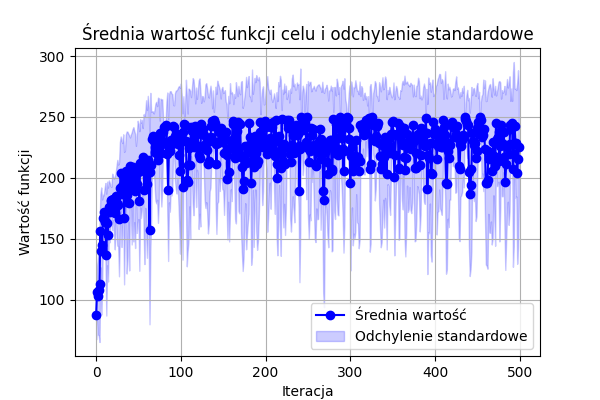 Średnia wartość funkcji celu i odchylenie standardowe
300
250
200
150
100
Wartość funkcji
0
100
200
300
400
500
Iteracja
Średnia wartość
Odchylenie standardowe